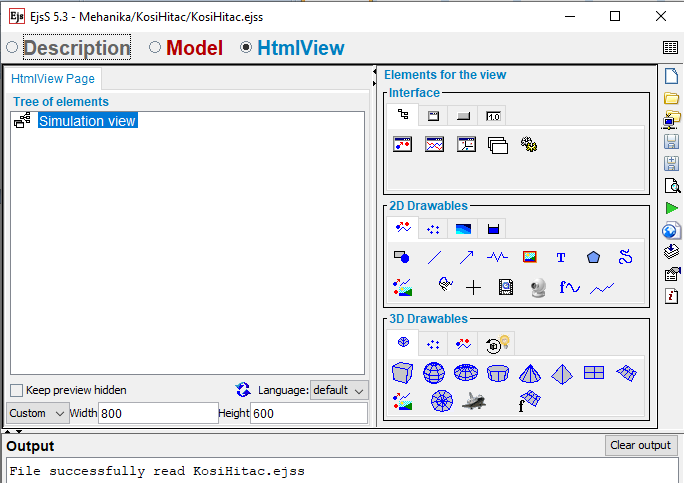 Ejs EjsS 5.3 - Mehanika/KosiHitac/KosiHitac.ejss
Description Model HtmlView
HtmlView Page
Tree of elements
Simulation view
Keep preview hidden
Language: default
Custom Width 800 Height 600
Elements for the view
Interface
1.0
2D Drawables
T
f
3D Drawables
f
Output
Clear output
File successfully read KosiHitac.ejss